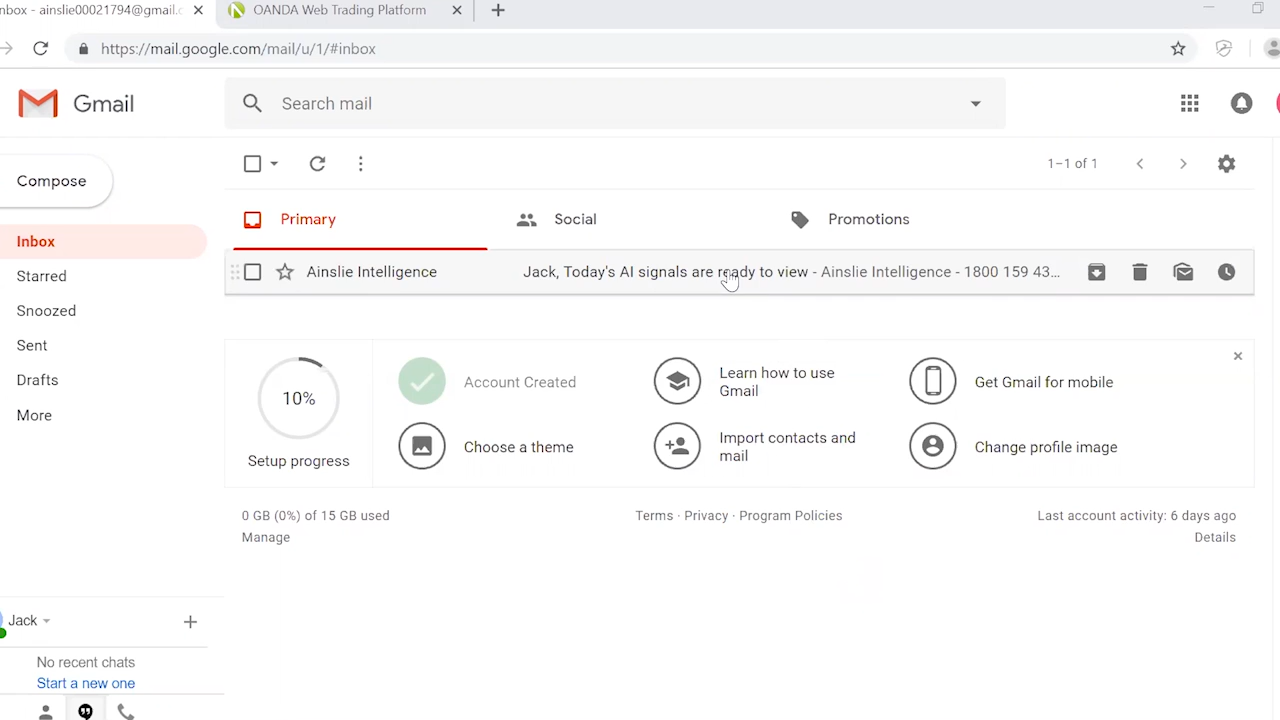 nbox - ainslie00021794@gmail.c
OANDA Web Trading Platform
https://mail.google.com/mail/u/1/#inbox
Gmail
Search mail
Compose
1–1 of 1
Primary
Social
Promotions
Inbox
Ainslie Intelligence
Jack, Today's AI signals are ready to view - Ainslie Intelligence - 1800 159 43...
Starred
Snoozed
Sent
Drafts
More
10%
Setup progress
Account Created
Learn how to use
Gmail
Get Gmail for mobile
Choose a theme
Import contacts and
mail
Change profile image
0 GB (0%) of 15 GB used
Manage
Terms · Privacy · Program Policies
Last account activity: 6 days ago
Details
Jack
No recent chats
Start a new one